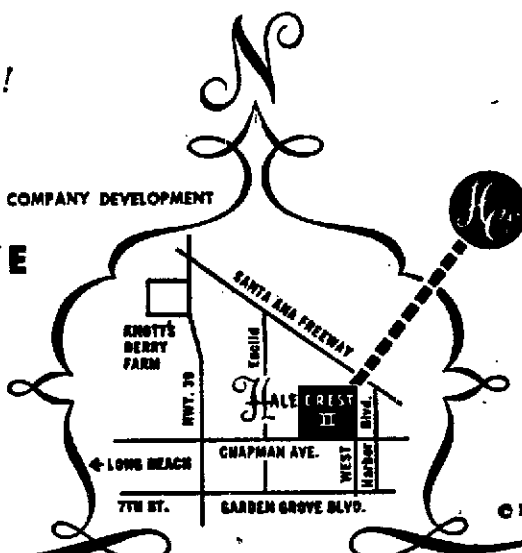 N
!
COMPANY DEVELOPMENT
E
SANTA ANA FREEWAY
KNOTT'S
BERRY
FARM
Euclid
HWY. 39
HALE CREST
II
WEST
Harbor Blvd.
← LONG BEACH
CHAPMAN AVE.
7TH ST.
GARDEN GROVE BLVD.
©